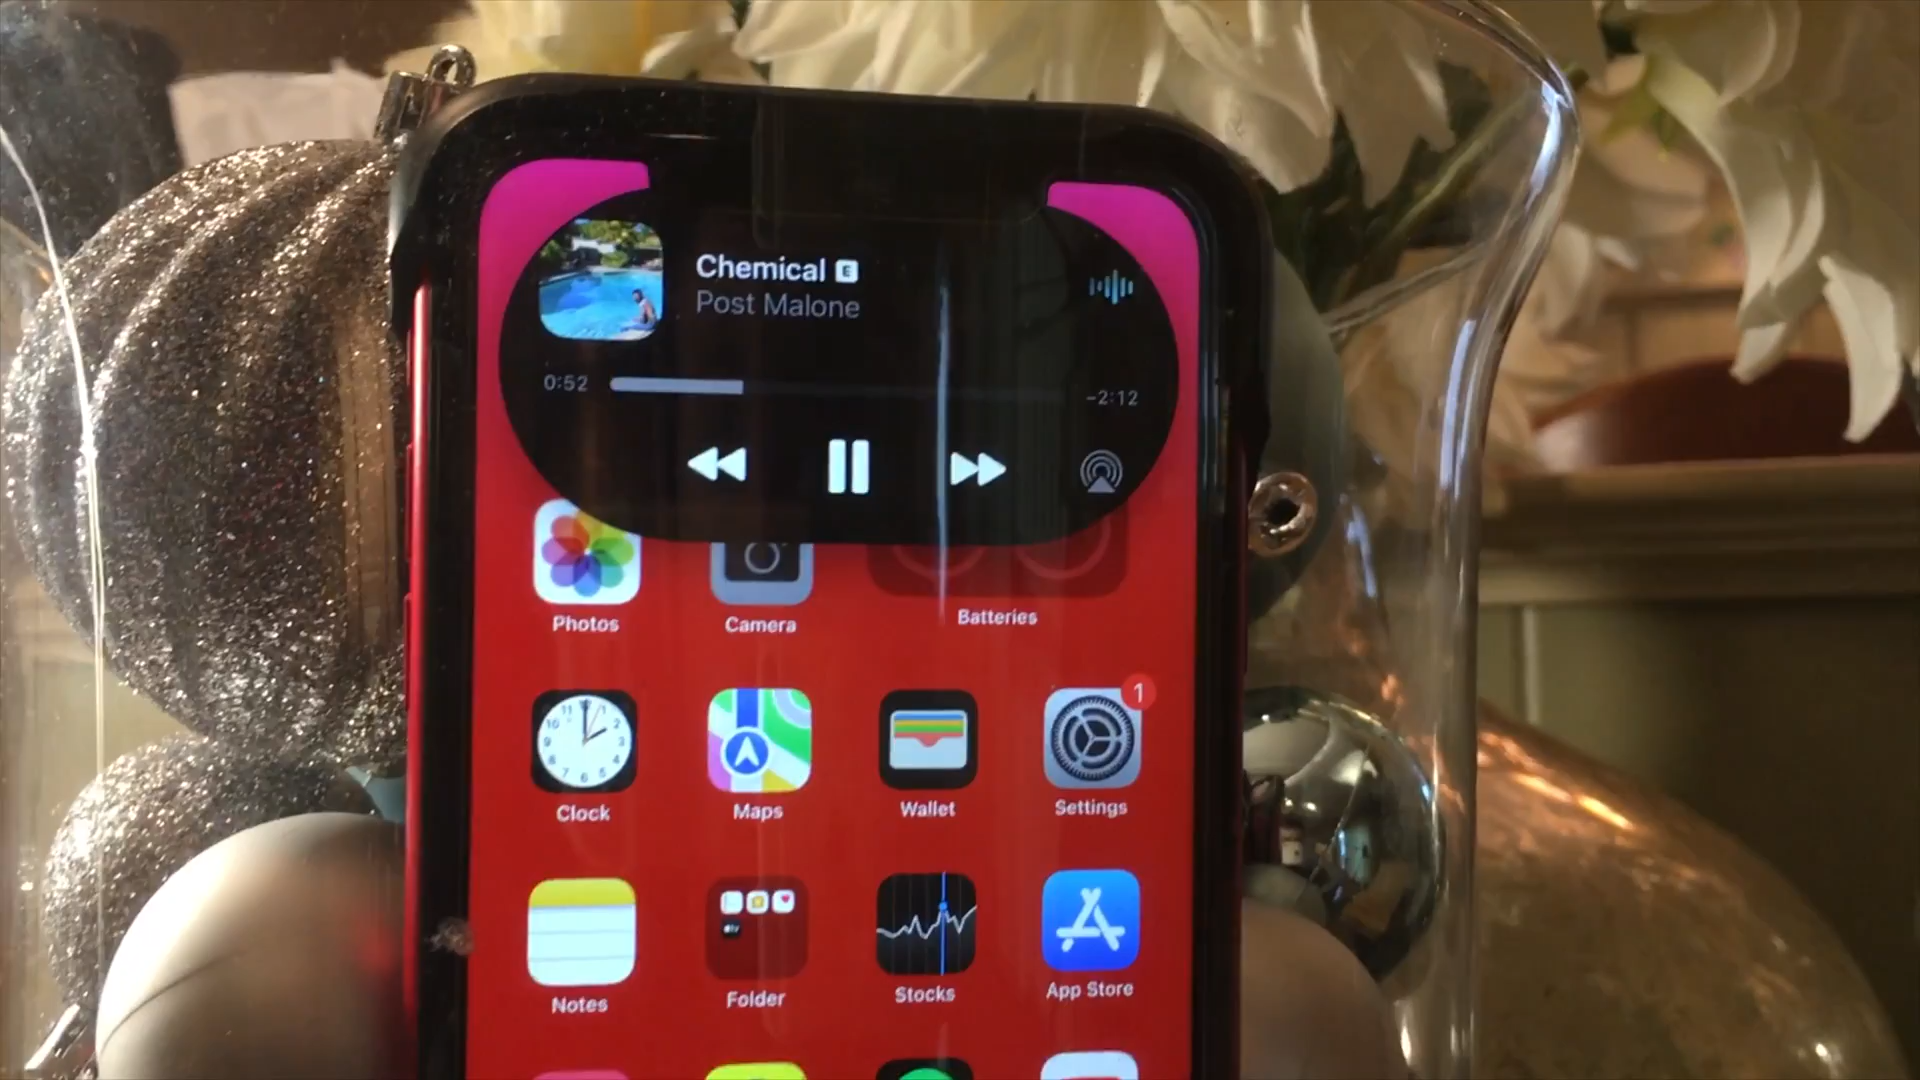 Chemical E
Post Malone
0:52
-2:12
Photos
Camera
Batteries
1
Clock
Maps
Wallet
Settings
Notes
Folder
Stocks
App Store